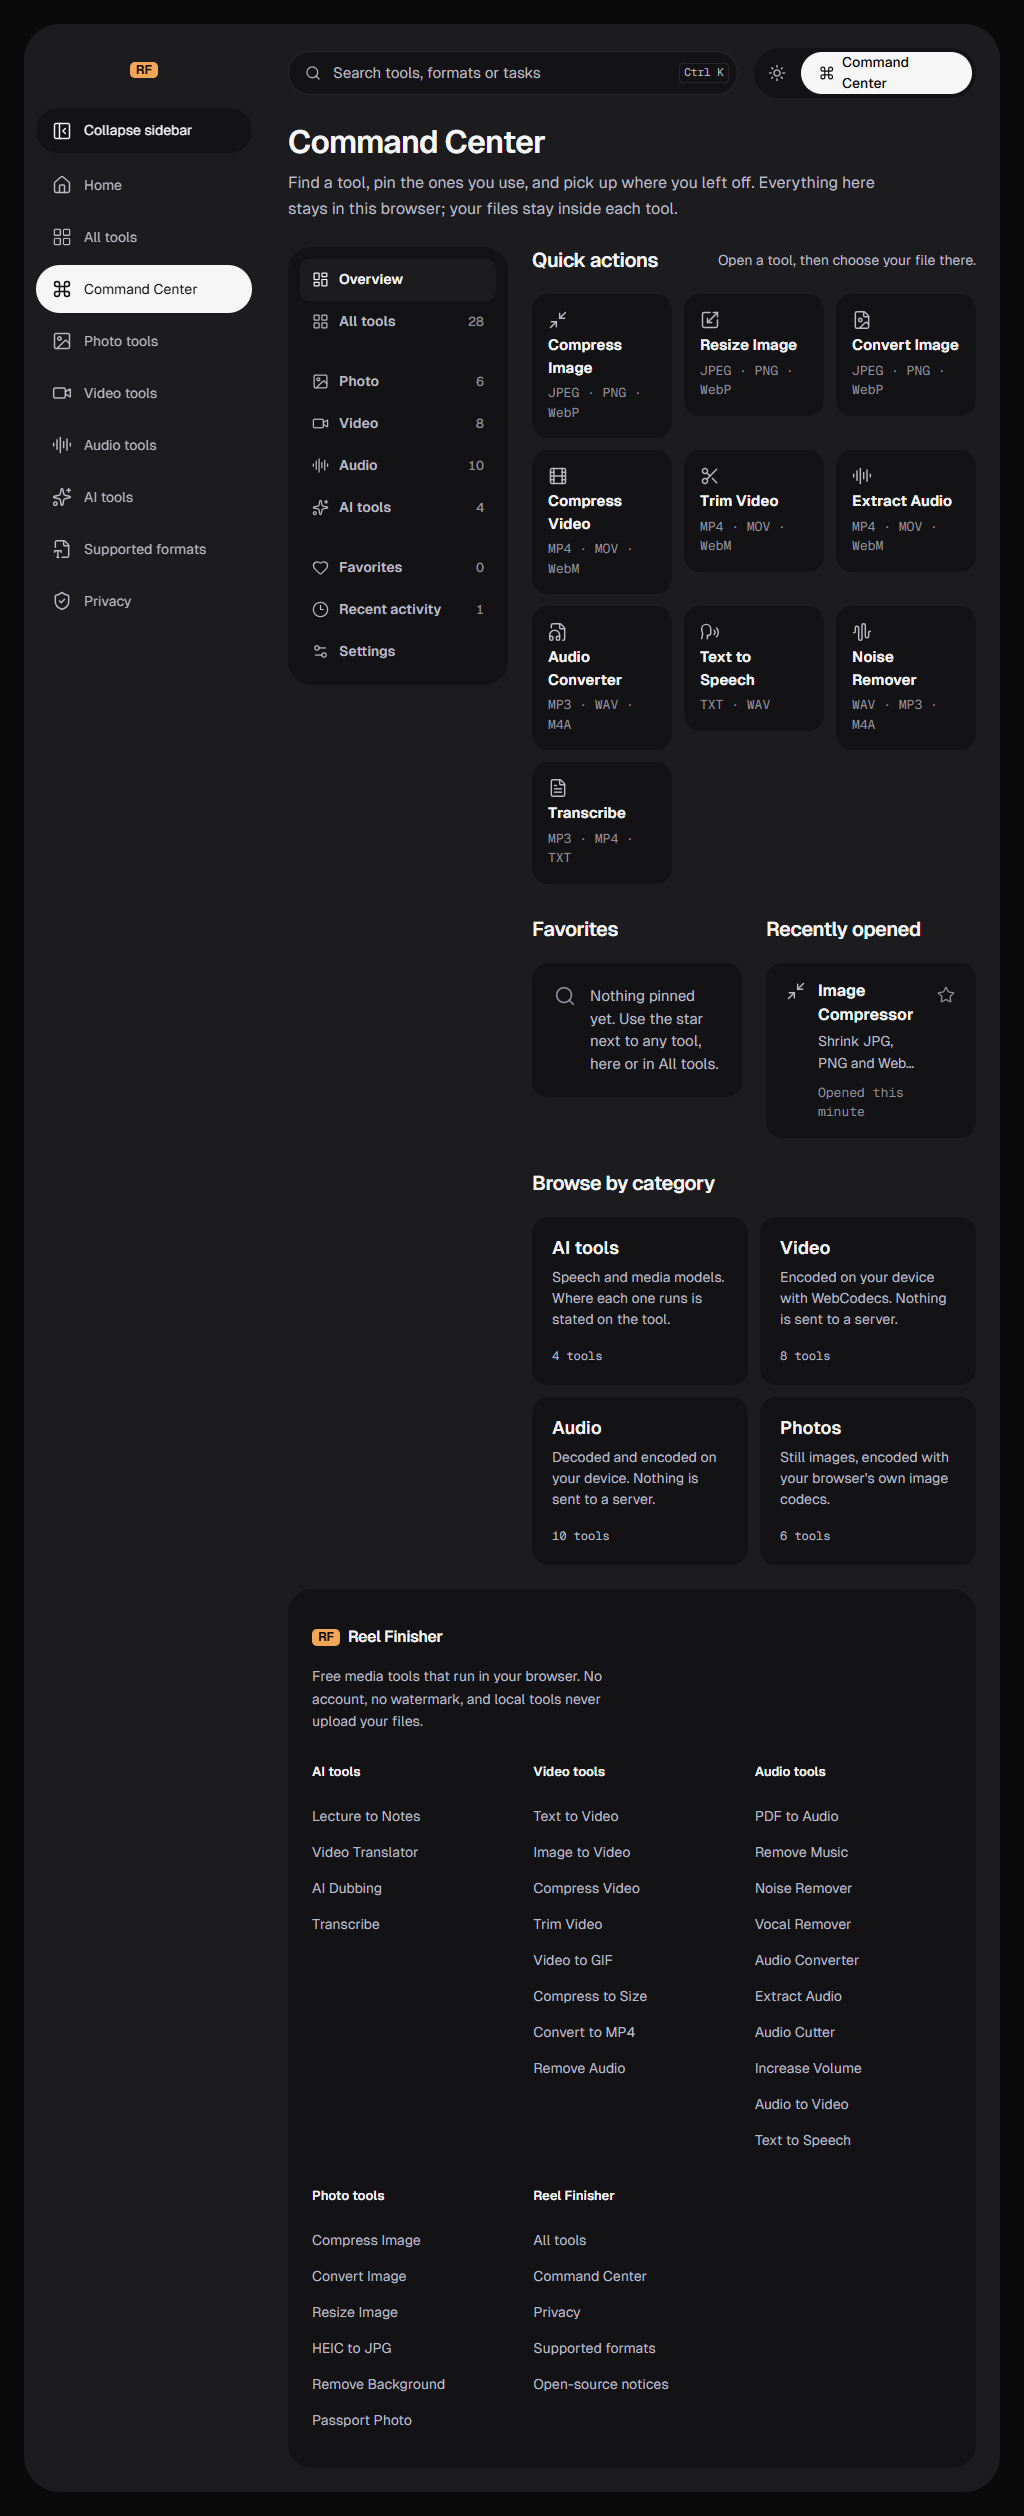 RF
Collapse sidebar
Home
All tools
Command Center
Photo tools
Video tools
Audio tools
AI tools
Supported formats
Privacy
Search tools, formats or tasks
Ctrl K
Command
Center
Command Center
Find a tool, pin the ones you use, and pick up where you left off. Everything here
stays in this browser; your files stay inside each tool.
Overview
All tools 28
Photo 6
Video 8
Audio 10
AI tools 4
Favorites 0
Recent activity 1
Settings
Quick actions
Open a tool, then choose your file there.
Compress
Image
JPEG · PNG ·
WebP
Resize Image
JPEG · PNG ·
WebP
Convert Image
JPEG · PNG ·
WebP
Compress
Video
MP4 · MOV ·
WebM
Trim Video
MP4 · MOV ·
WebM
Extract Audio
MP4 · MOV ·
WebM
Audio
Converter
MP3 · WAV ·
M4A
Text to
Speech
TXT · WAV
Noise
Remover
WAV · MP3 ·
M4A
Transcribe
MP3 · MP4 ·
TXT
Favorites
Nothing pinned
yet. Use the star
next to any tool,
here or in All tools.
Recently opened
Image
Compressor
Shrink JPG,
PNG and Web…
Opened this
minute
Browse by category
AI tools
Speech and media models.
Where each one runs is
stated on the tool.
4 tools
Video
Encoded on your device
with WebCodecs. Nothing
is sent to a server.
8 tools
Audio
Decoded and encoded on
your device. Nothing is
sent to a server.
10 tools
Photos
Still images, encoded with
your browser's own image
codecs.
6 tools
RF Reel Finisher
Free media tools that run in your browser. No
account, no watermark, and local tools never
upload your files.
AI tools
Lecture to Notes
Video Translator
AI Dubbing
Transcribe
Video tools
Text to Video
Image to Video
Compress Video
Trim Video
Video to GIF
Compress to Size
Convert to MP4
Remove Audio
Audio tools
PDF to Audio
Remove Music
Noise Remover
Vocal Remover
Audio Converter
Extract Audio
Audio Cutter
Increase Volume
Audio to Video
Text to Speech
Photo tools
Compress Image
Convert Image
Resize Image
HEIC to JPG
Remove Background
Passport Photo
Reel Finisher
All tools
Command Center
Privacy
Supported formats
Open-source notices